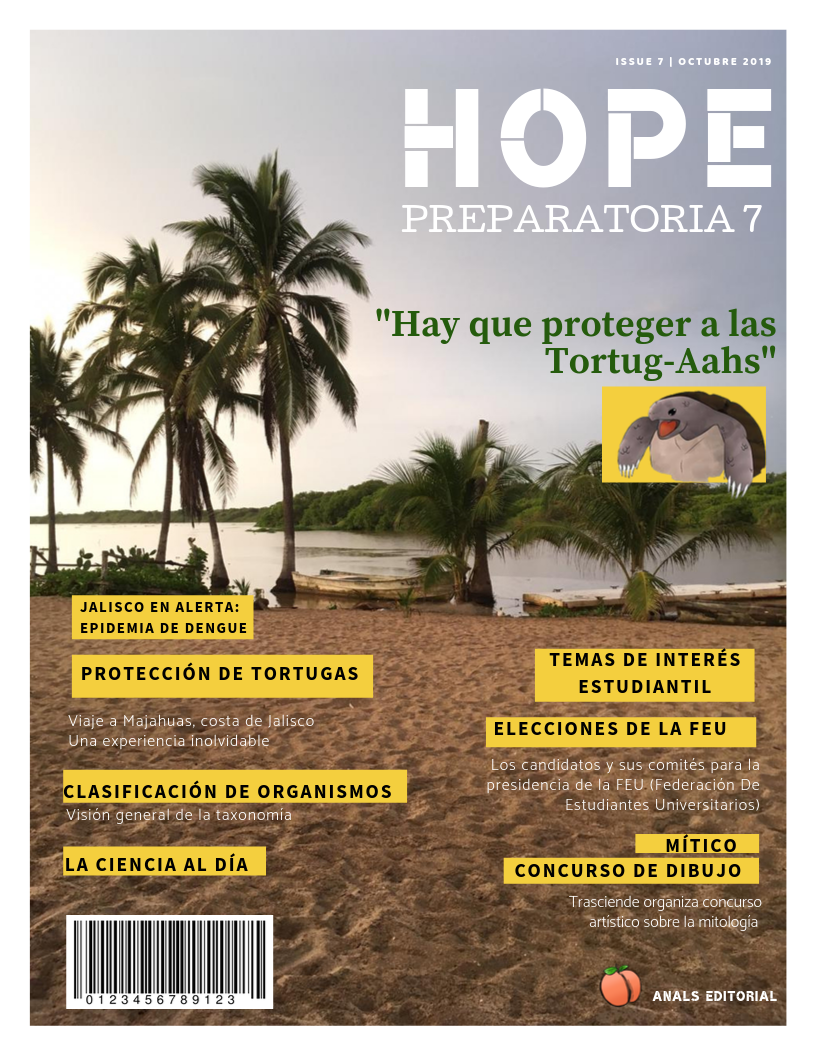 ISSUE 7 | OCTUBRE 2019
HOPE
PREPARATORIA 7
"Hay que proteger a las
Tortug-Aahs"
JALISCO EN ALERTA:
EPIDEMIA DE DENGUE
PROTECCIÓN DE TORTUGAS
Viaje a Majahuas, costa de Jalisco
Una experiencia inolvidable
CLASIFICACIÓN DE ORGANISMOS
Visión general de la taxonomía
LA CIENCIA AL DÍA
0123456789123
TEMAS DE INTERÉS
ESTUDIANTIL
ELECCIONES DE LA FEU
Los candidatos y sus comités para la
presidencia de la FEU (Federación De
Estudiantes Universitarios)
MÍTICO
CONCURSO DE DIBUJO
Trasciende organiza concurso
artístico sobre la mitología
ANALS EDITORIAL